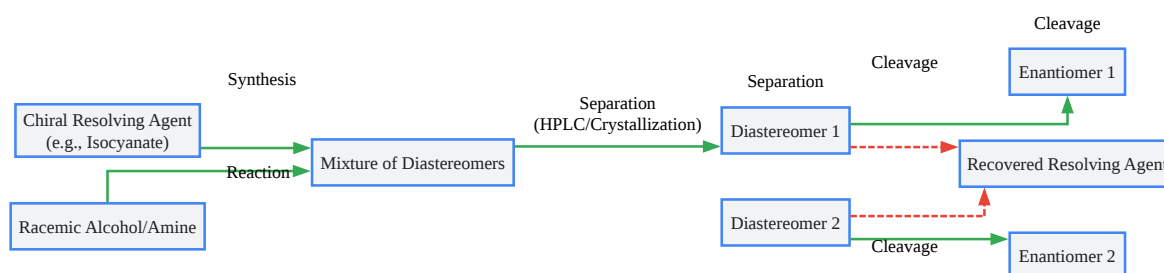 Cleavage
Synthesis
Separation
Cleavage
Enantiomer 1
Chiral Resolving Agent
(e.g., Isocyanate)
Separation
(HPLC/Crystallization)
Diastereomer 1
Mixture of Diastereomers
Recovered Resolving Agent
Reaction
Racemic Alcohol/Amine
Diastereomer 2
Cleavage
Enantiomer 2